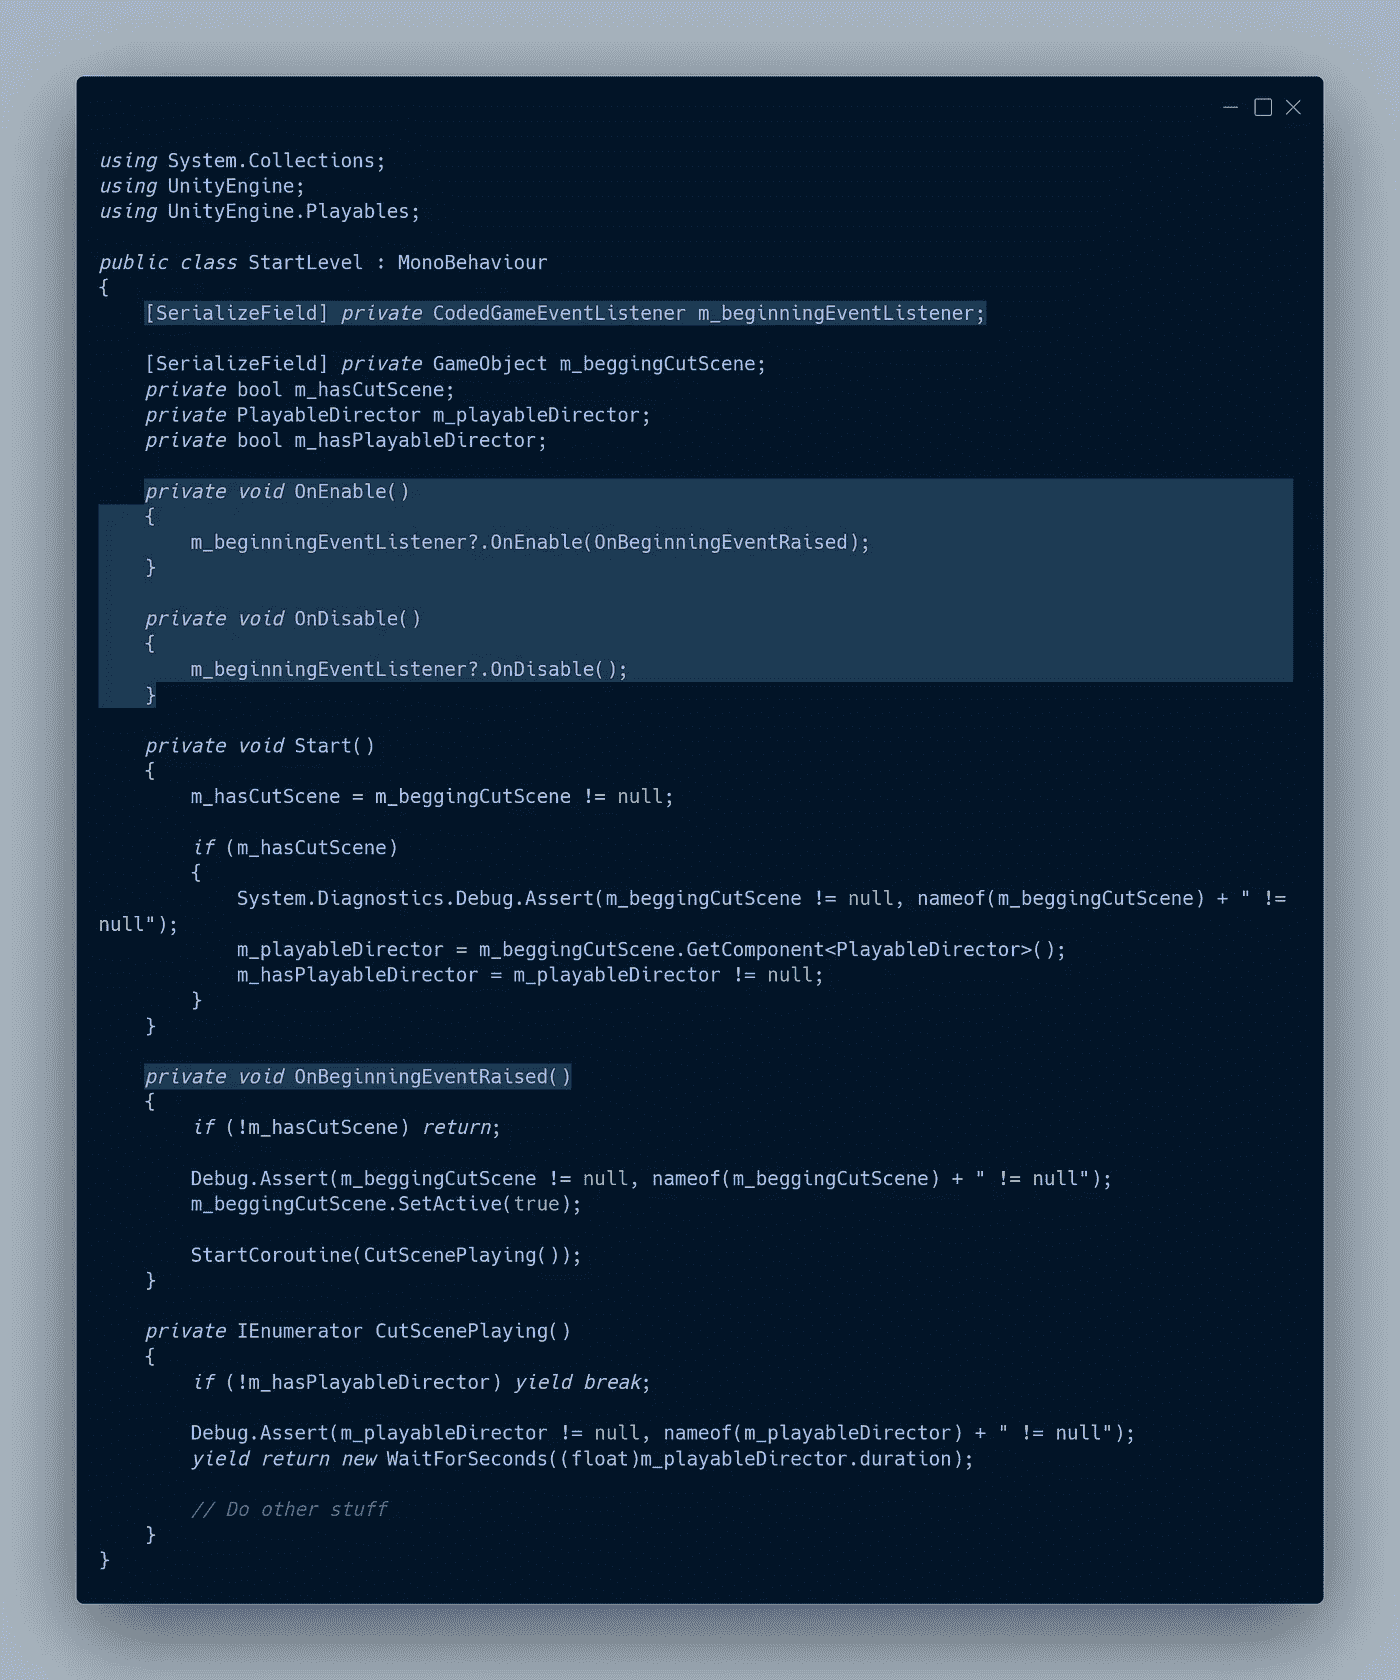 using System.Collections;
using UnityEngine;
using UnityEngine.Playables;

public class StartLevel : MonoBehaviour
{
    [SerializeField] private CodedGameEventListener m_beginningEventListener;

    [SerializeField] private GameObject m_beggingCutScene;
    private bool m_hasCutScene;
    private PlayableDirector m_playableDirector;
    private bool m_hasPlayableDirector;

    private void OnEnable()
    {
        m_beginningEventListener?.OnEnable(OnBeginningEventRaised);
    }

    private void OnDisable()
    {
        m_beginningEventListener?.OnDisable();
    }

    private void Start()
    {
        m_hasCutScene = m_beggingCutScene != null;

        if (m_hasCutScene)
        {
            System.Diagnostics.Debug.Assert(m_beggingCutScene != null, nameof(m_beggingCutScene) + " !=
null");
            m_playableDirector = m_beggingCutScene.GetComponent<PlayableDirector>();
            m_hasPlayableDirector = m_playableDirector != null;
        }
    }

    private void OnBeginningEventRaised()
    {
        if (!m_hasCutScene) return;

        Debug.Assert(m_beggingCutScene != null, nameof(m_beggingCutScene) + " != null");
        m_beggingCutScene.SetActive(true);

        StartCoroutine(CutScenePlaying());
    }

    private IEnumerator CutScenePlaying()
    {
        if (!m_hasPlayableDirector) yield break;

        Debug.Assert(m_playableDirector != null, nameof(m_playableDirector) + " != null");
        yield return new WaitForSeconds((float)m_playableDirector.duration);

        // Do other stuff
    }
}